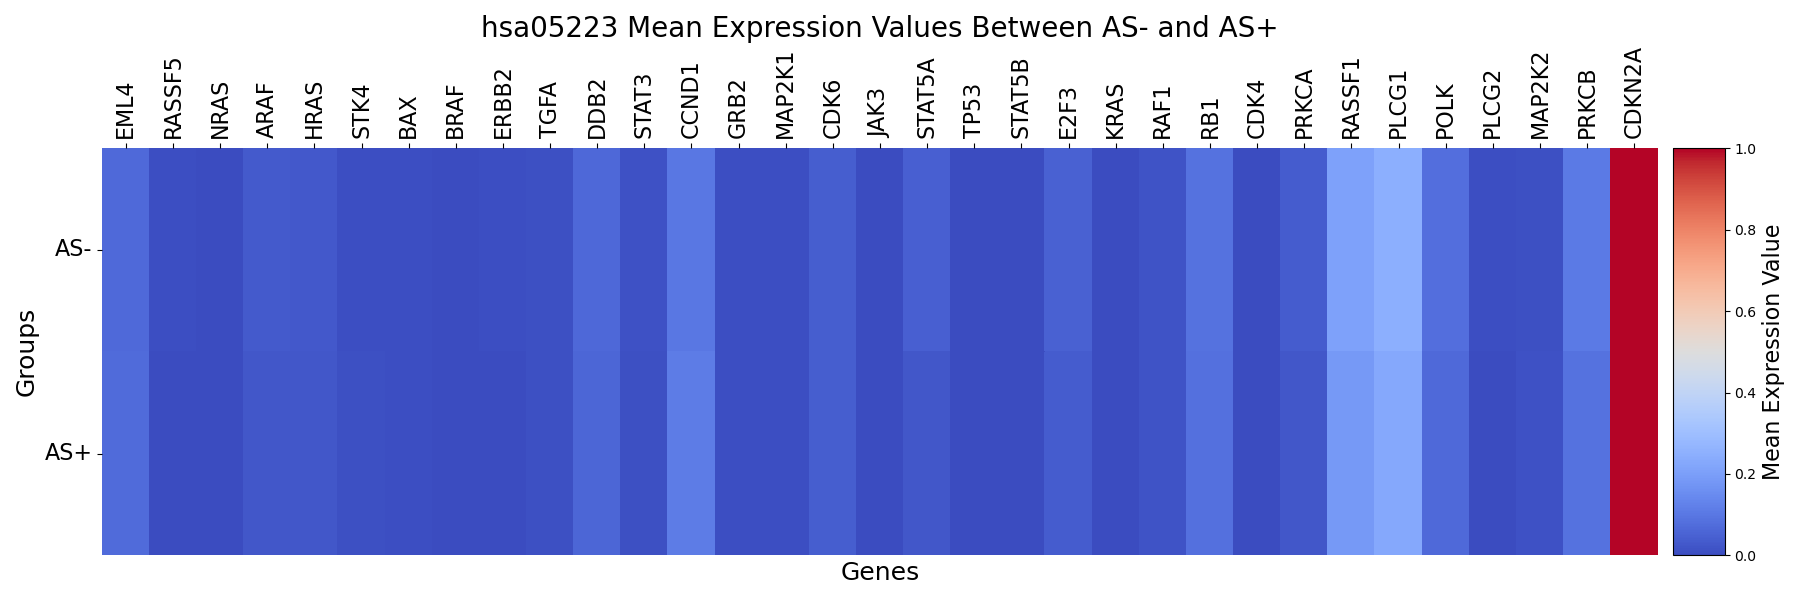 hsa05223 Mean Expression Values Between AS- and AS+
EML4 RASSF5 NRAS ARAF HRAS STK4 BAX BRAF ERBB2 TGFA DDB2 STAT3 CCND1 GRB2 MAP2K1 CDK6 JAK3 STAT5A TP53 STAT5B E2F3 KRAS RAF1 RB1 CDK4 PRKCA RASSF1 PLCG1 POLK PLCG2 MAP2K2 PRKCB CDKN2A
Groups
AS-
AS+
Genes
1.0
0.8
0.6
0.4
0.2
0.0
Mean Expression Value